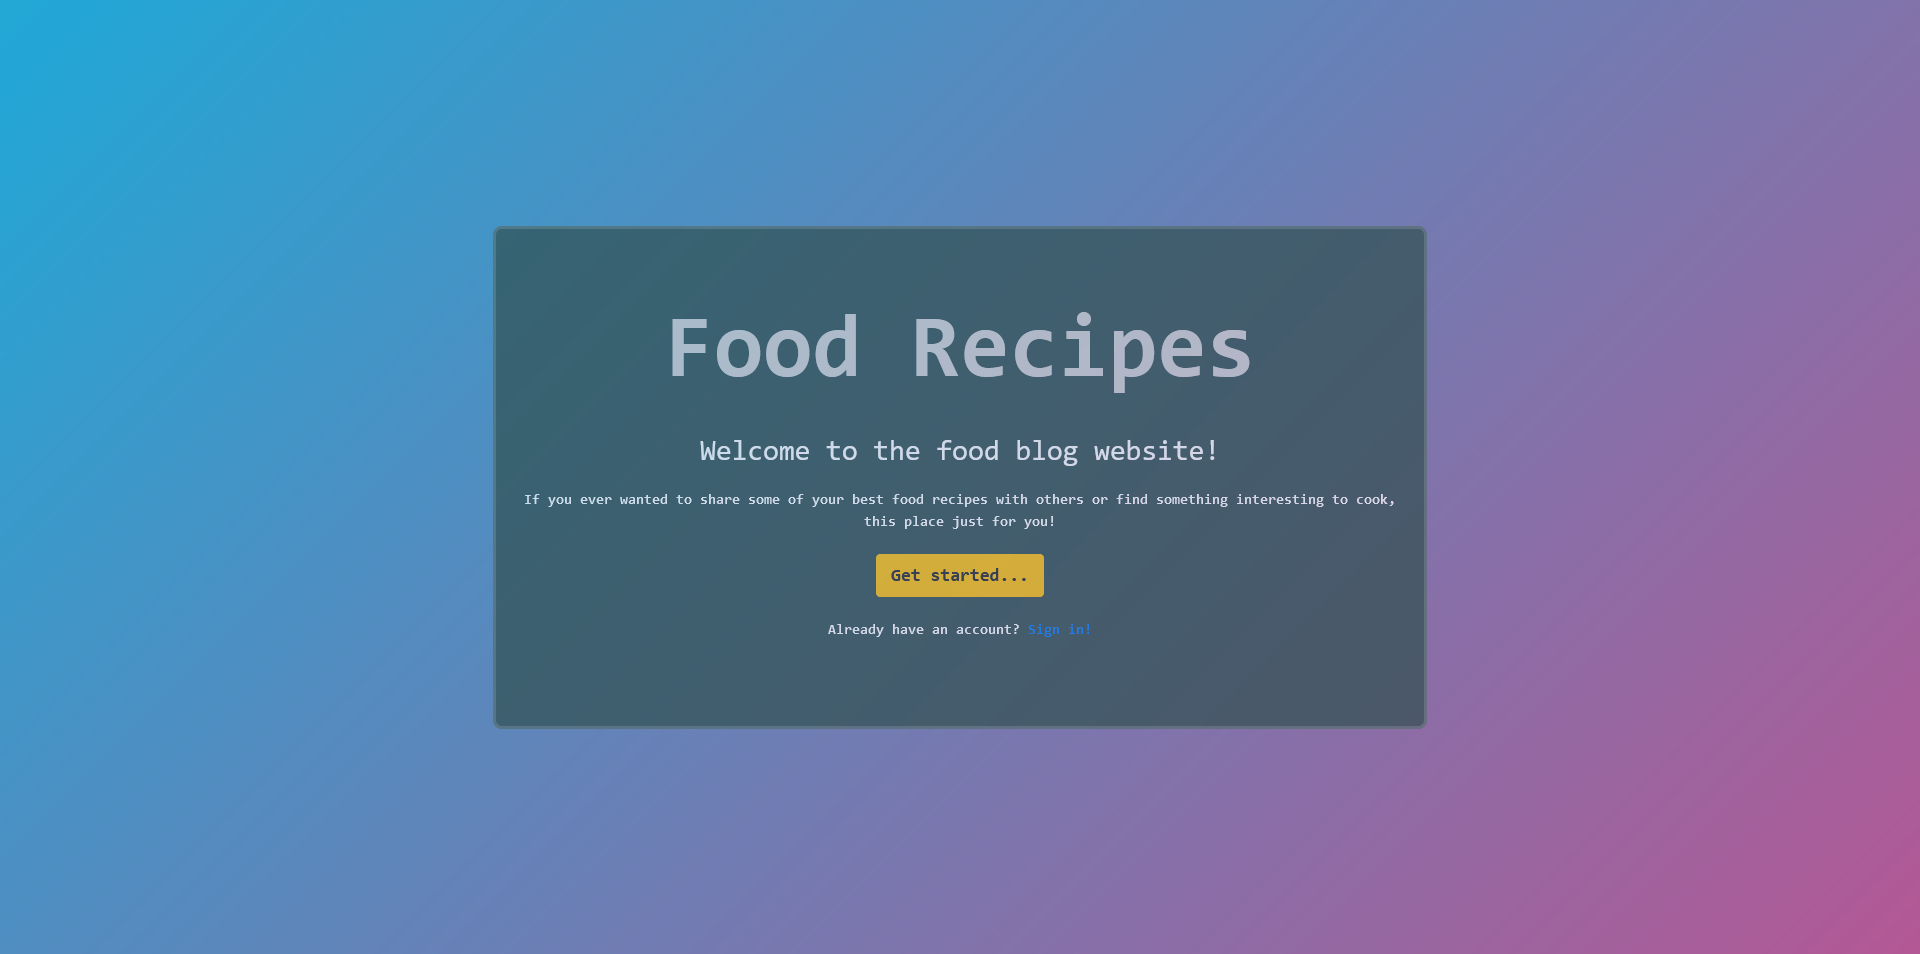 Food Recipes
Welcome to the food blog website!
If you ever wanted to share some of your best food recipes with others or find something interesting to cook,
this place just for you!
Get started...
Already have an account? Sign in!